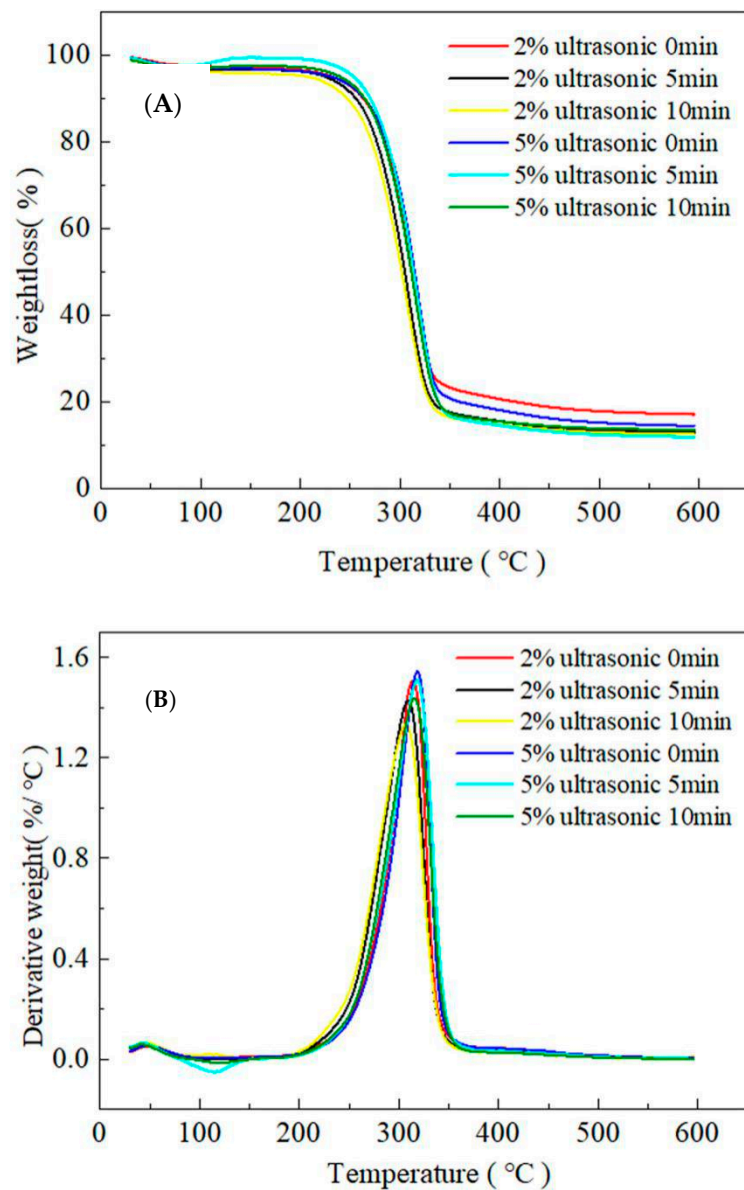 100
80
60
40
20
0
Weightloss( % )
(A)
2% ultrasonic 0min
2% ultrasonic 5min
2% ultrasonic 10min
5% ultrasonic 0min
5% ultrasonic 5min
5% ultrasonic 10min
0 100 200 300 400 500 600
Temperature ( °C )
1.6
1.2
0.8
0.4
0.0
Derivative weight( %/ °C )
(B)
2% ultrasonic 0min
2% ultrasonic 5min
2% ultrasonic 10min
5% ultrasonic 0min
5% ultrasonic 5min
5% ultrasonic 10min
0 100 200 300 400 500 600
Temperature ( °C )